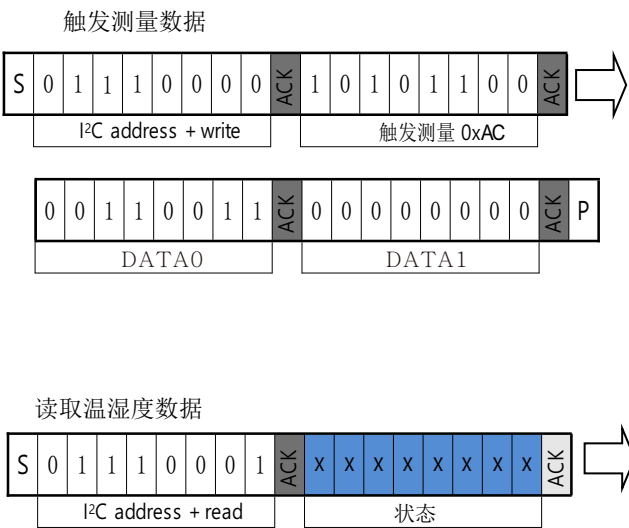 触发测量数据
S 0 1 1 1 0 0 0 0 ACK 1 0 1 0 1 1 0 0 ACK
I²C address + write 触发测量 0xAC
0 0 1 1 0 0 1 1 ACK 0 0 0 0 0 0 0 0 ACK P
DATA0 DATA1
读取温湿度数据
S 0 1 1 1 0 0 0 1 ACK X X X X X X X X ACK
I²C address + read 状态